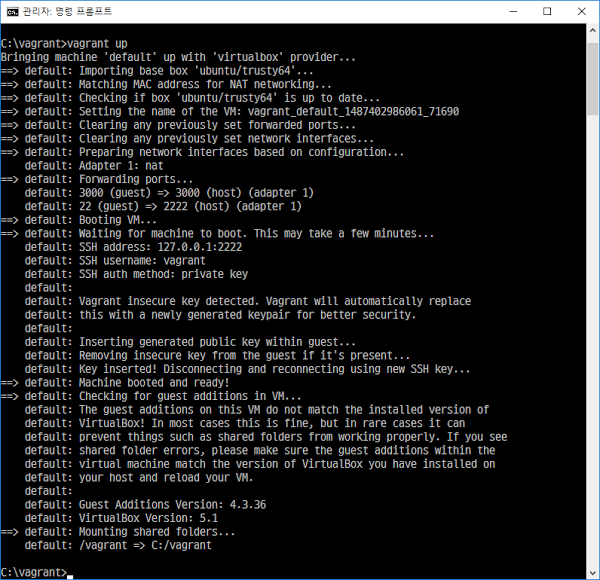 관리자: 명령 프롬프트
C:\vagrant>vagrant up
Bringing machine 'default' up with 'virtualbox' provider...
==> default: Importing base box 'ubuntu/trusty64'...
==> default: Matching MAC address for NAT networking...
==> default: Checking if box 'ubuntu/trusty64' is up to date...
==> default: Setting the name of the VM: vagrant_default_1487402986061_71690
==> default: Clearing any previously set forwarded ports...
==> default: Clearing any previously set network interfaces...
==> default: Preparing network interfaces based on configuration...
    default: Adapter 1: nat
==> default: Forwarding ports...
    default: 3000 (guest) => 3000 (host) (adapter 1)
    default: 22 (guest) => 2222 (host) (adapter 1)
==> default: Booting VM...
==> default: Waiting for machine to boot. This may take a few minutes...
    default: SSH address: 127.0.0.1:2222
    default: SSH username: vagrant
    default: SSH auth method: private key
    default:
    default: Vagrant insecure key detected. Vagrant will automatically replace
    default: this with a newly generated keypair for better security.
    default:
    default: Inserting generated public key within guest...
    default: Removing insecure key from the guest if it's present...
    default: Key inserted! Disconnecting and reconnecting using new SSH key...
==> default: Machine booted and ready!
==> default: Checking for guest additions in VM...
    default: The guest additions on this VM do not match the installed version of
    default: VirtualBox! In most cases this is fine, but in rare cases it can
    default: prevent things such as shared folders from working properly. If you see
    default: shared folder errors, please make sure the guest additions within the
    default: virtual machine match the version of VirtualBox you have installed on
    default: your host and reload your VM.
    default:
    default: Guest Additions Version: 4.3.36
    default: VirtualBox Version: 5.1
==> default: Mounting shared folders...
    default: /vagrant => C:/vagrant
C:\vagrant>